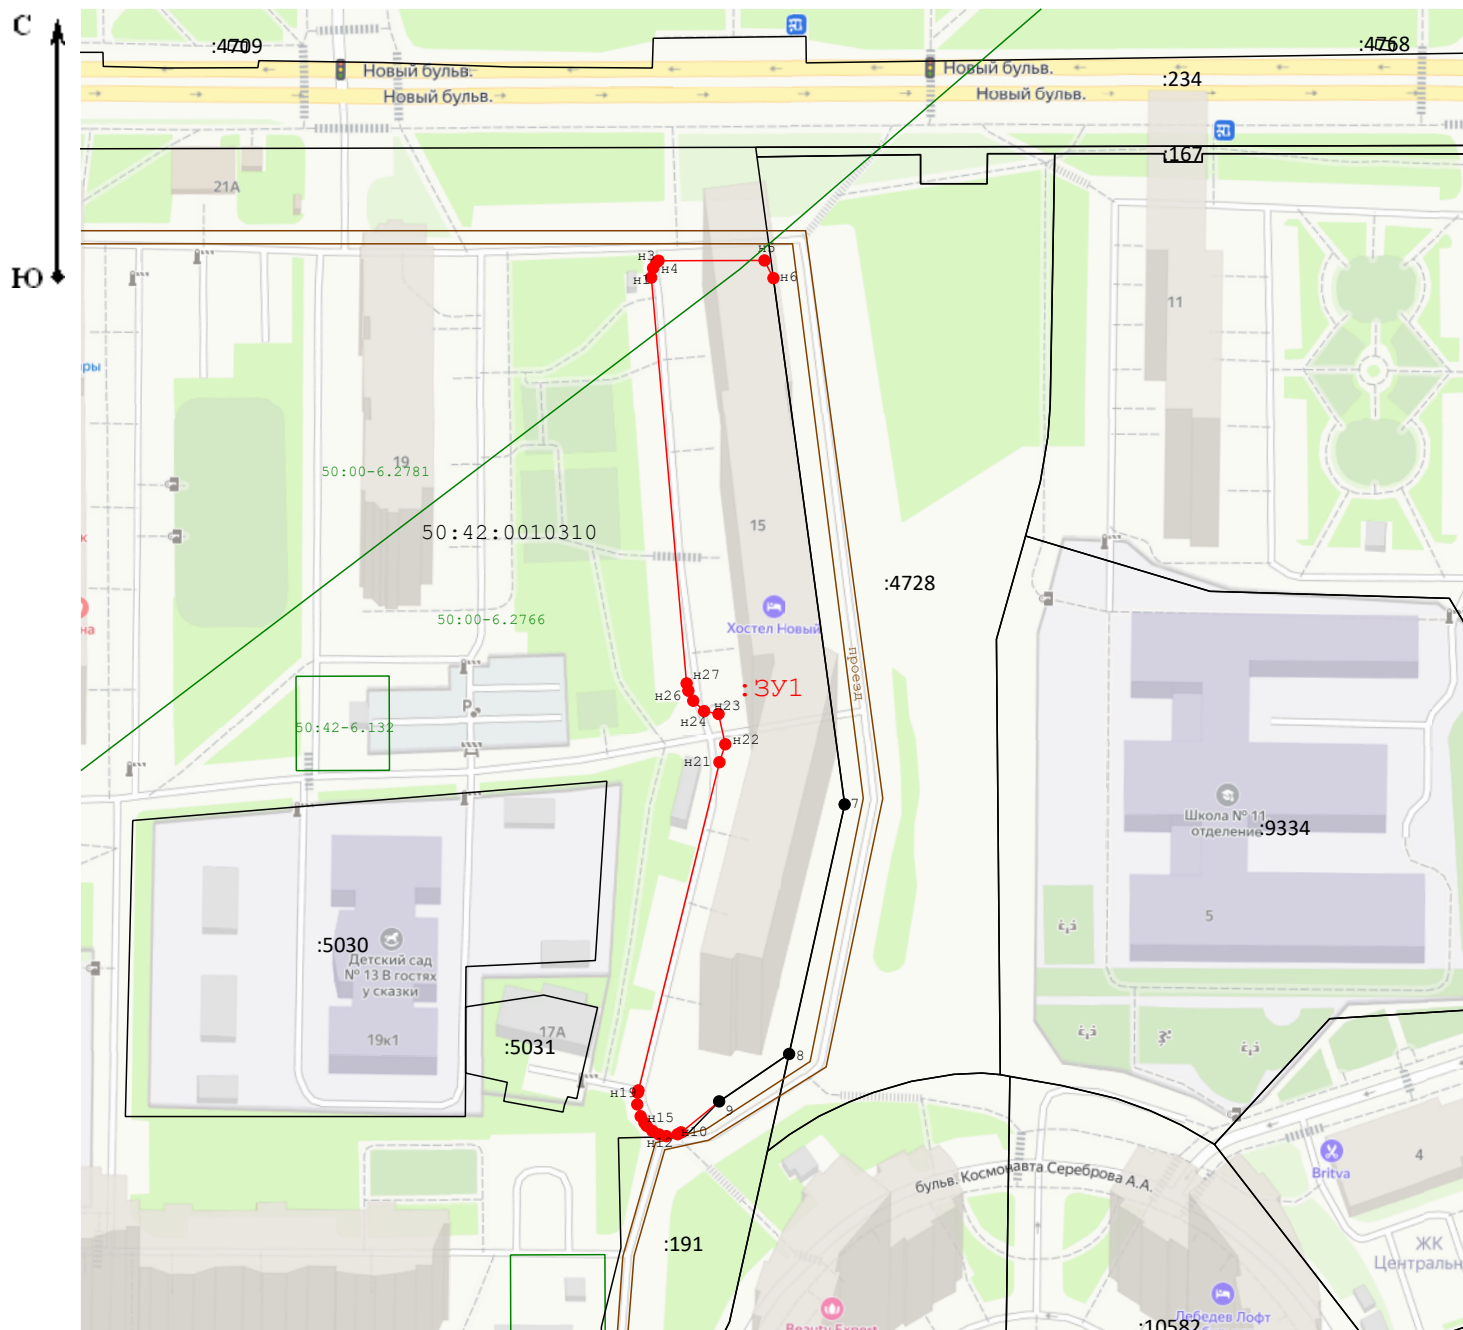 С
Ю
:4709
:4768
Новый бульв.
Новый бульв.
:234
Новый бульв.
Новый бульв.
:167
21А
н3
н4
н1
н5
н6
11
19
50:00-6.2781
50:42:0010310
15
:4728
50:00-6.2766
Хостел Новый
проезд
н27
н26
:ЗУ1
н24
н23
н22
н21
P
50:42-6.132
7
Школа № 11
отделение
:9334
5
:5030
Детский сад
№ 13 В гостях
у сказки
19к1
17А
:5031
8
9
н19
н15
н12
н10
бульв. Космонавта Сереброва А.А.
Britva
4
:191
ЖК
Центральн
Лебедев Лофт
:10582
Beauty Expert